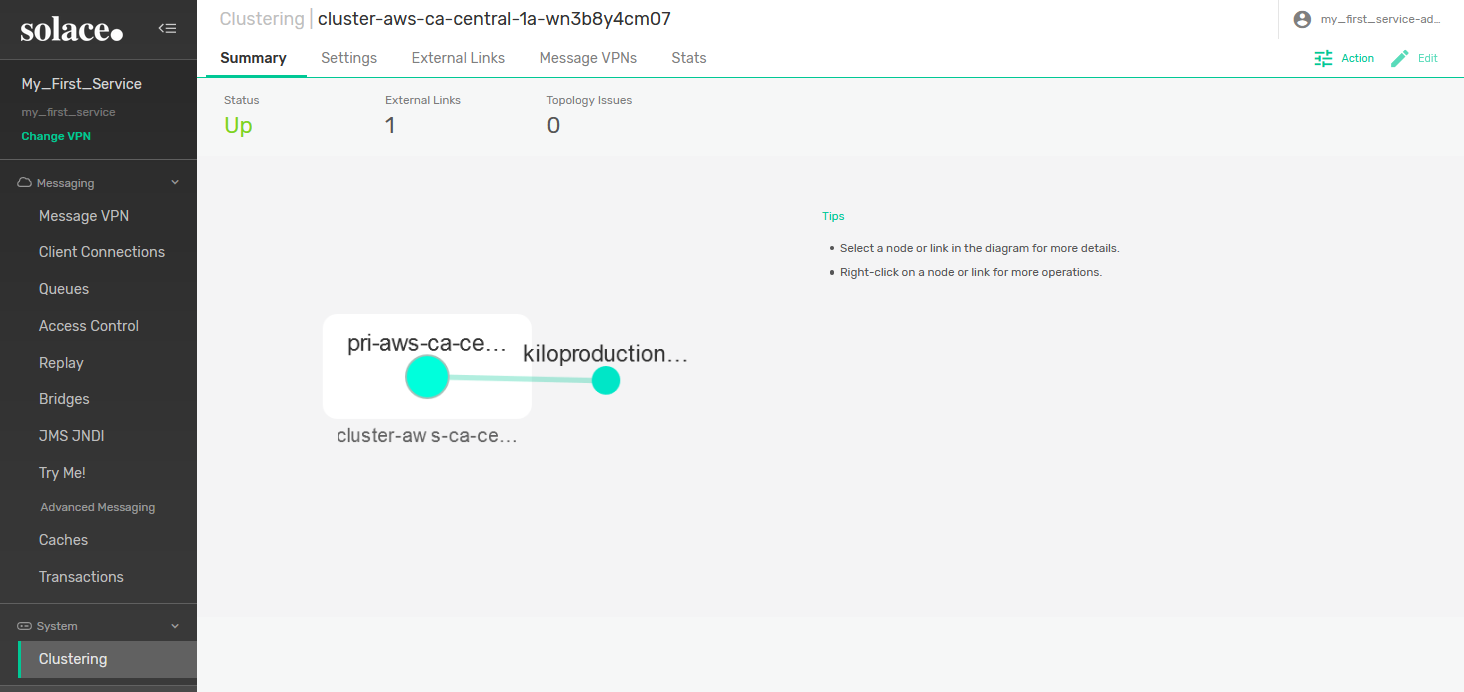 solace.
Clustering | cluster-aws-ca-central-1a-wn3b8y4cm07
my_first_service-ad...
Summary
Settings
External Links
Message VPNs
Stats
Action
Edit
My_First_Service
my_first_service
Change VPN
Status
Up
External Links
1
Topology Issues
0
Messaging
Message VPN
Client Connections
Queues
Access Control
Replay
Bridges
JMS JNDI
Try Me!
Advanced Messaging
Caches
Transactions
System
Clustering
Tips
• Select a node or link in the diagram for more details.
• Right-click on a node or link for more operations.
pri-aws-ca-ce...
kiloproduction...
cluster-aw s-ca-ce...